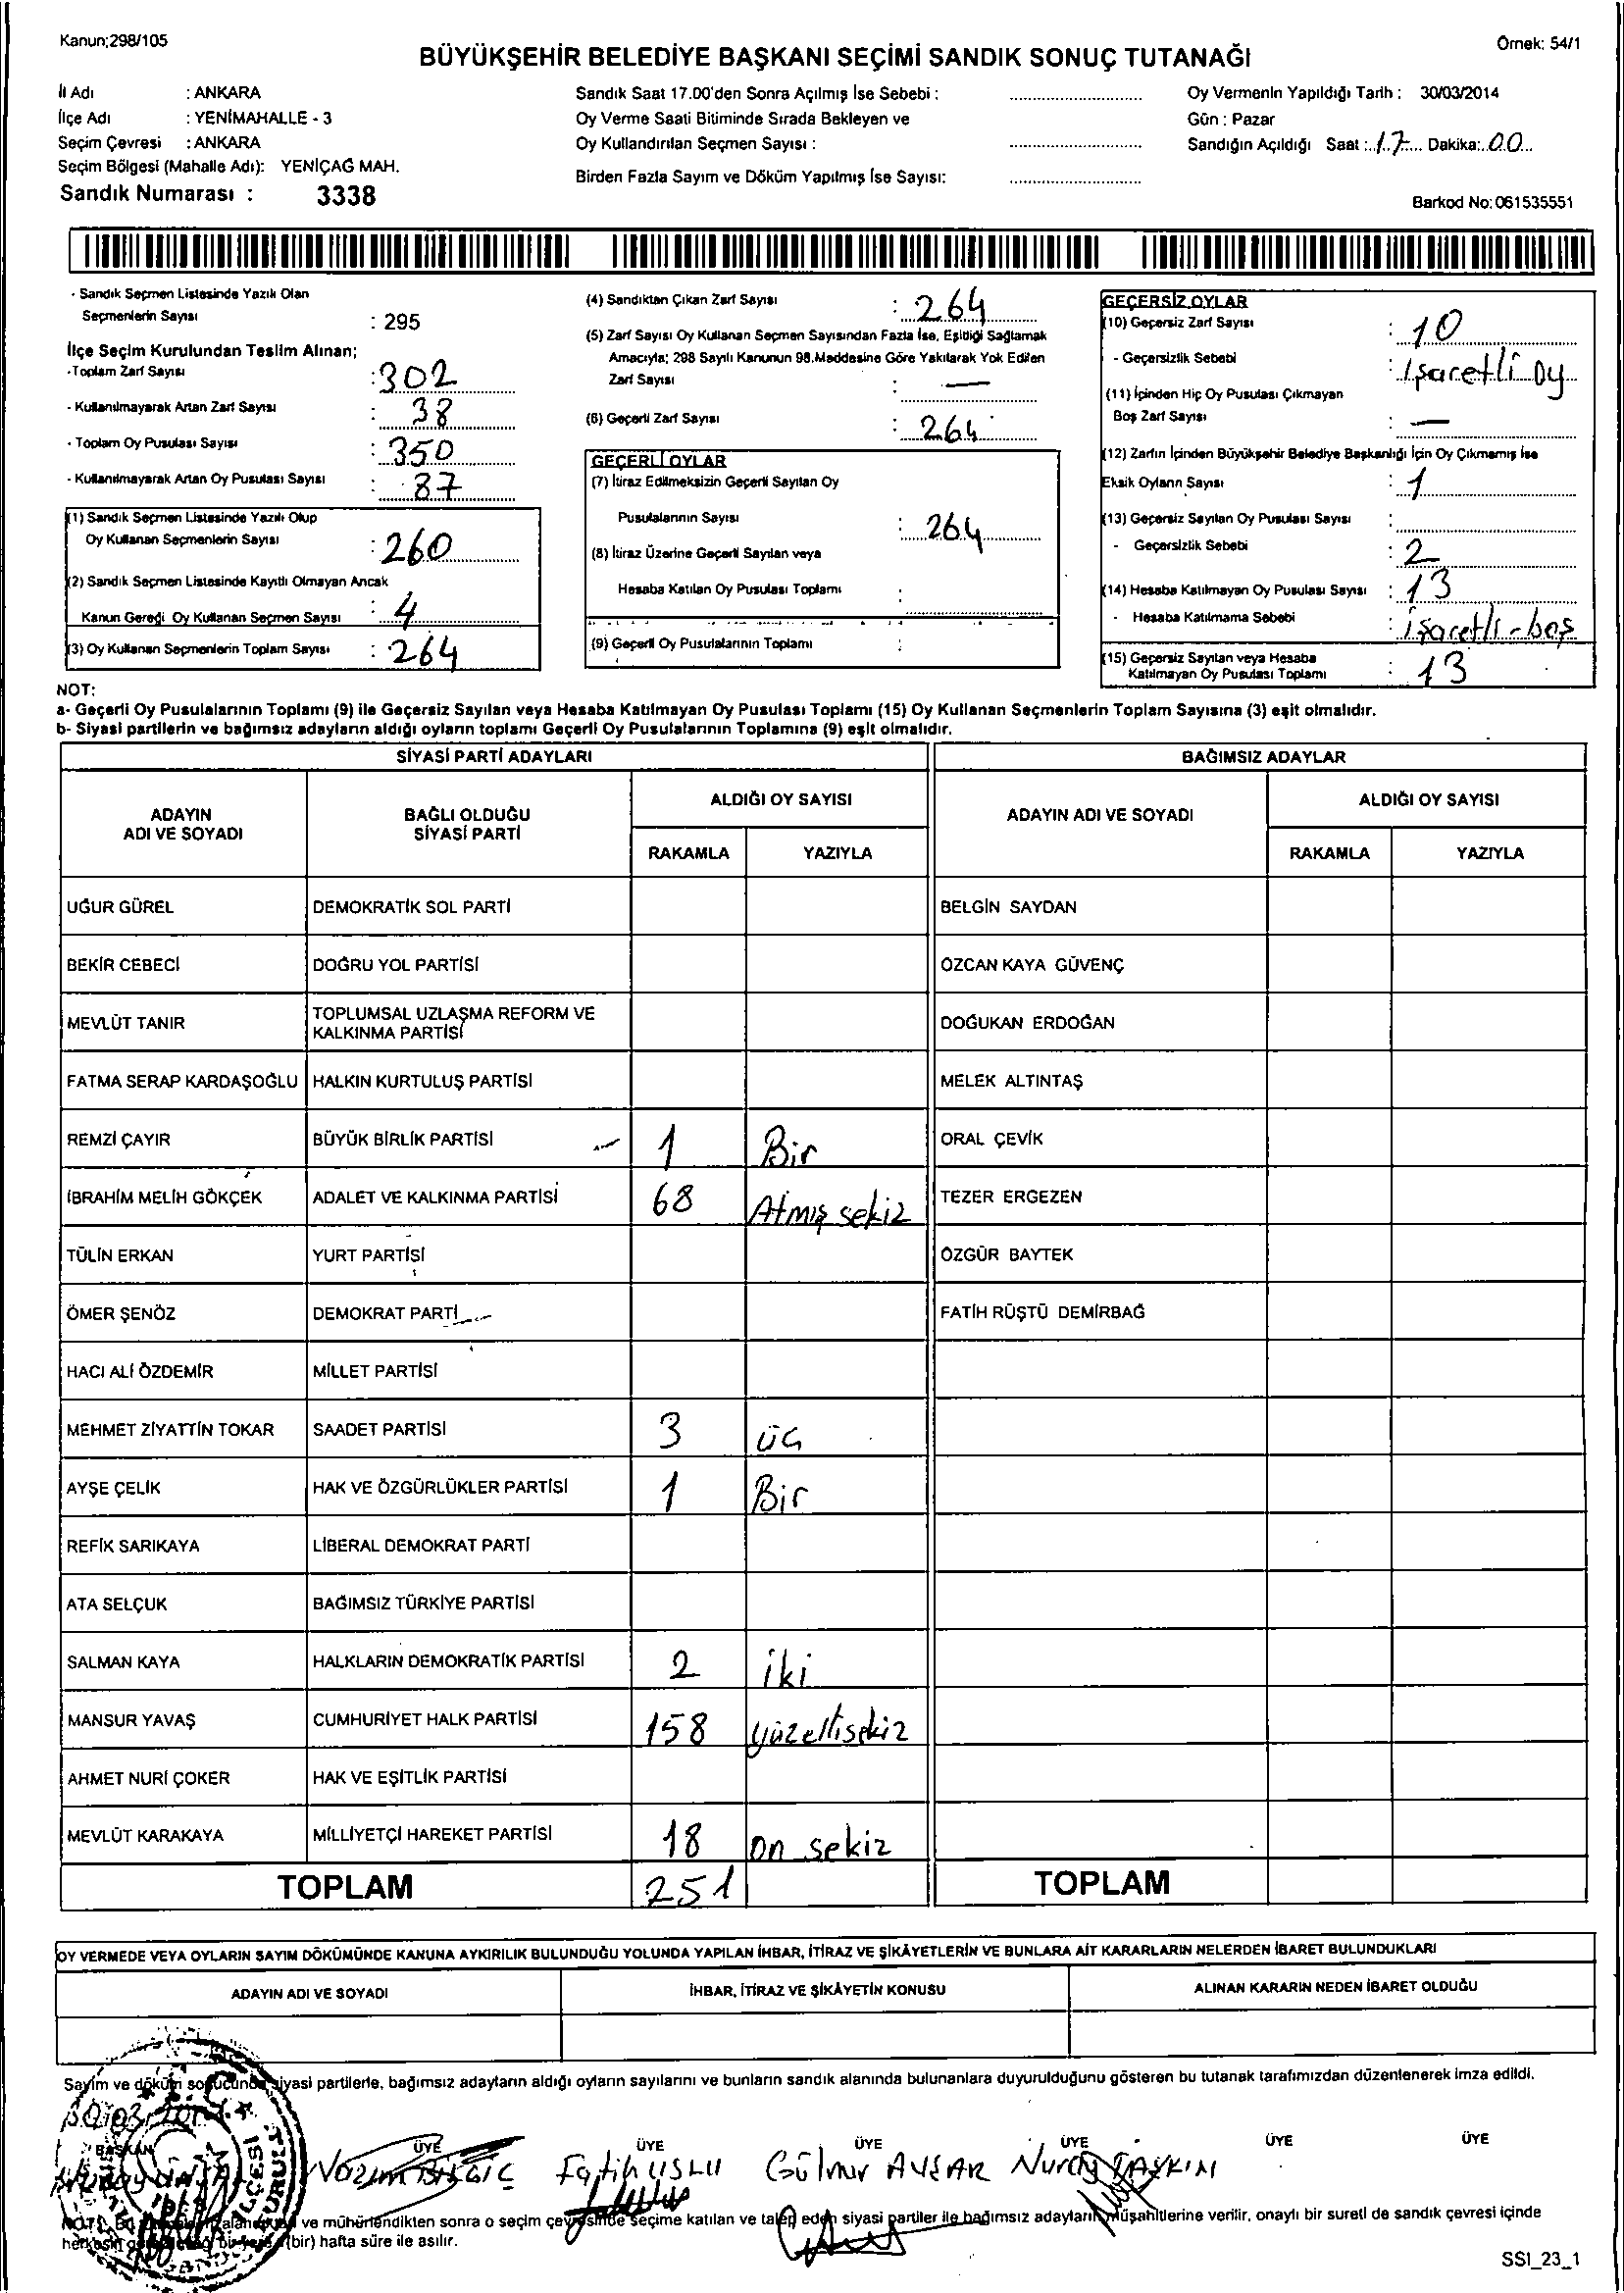 Kanun;298/105
Örnek: 54/1
BÜYÜKŞEHİR BELEDİYE BAŞKANI SEÇİMİ SANDIK SONUÇ TUTANAĞI
İl Adı : ANKARA
İlçe Adı : YENİMAHALLE - 3
Seçim Çevresi : ANKARA
Seçim Bölgesi (Mahalle Adı): YENİÇAĞ MAH.
Sandık Numarası : 3338
Sandık Saat 17.00'den Sonra Açılmış İse Sebebi :
Oy Verme Saati Bitiminde Sırada Bekleyen ve
Oy Kullandırılan Seçmen Sayısı :
Birden Fazla Sayım ve Döküm Yapılmış İse Sayısı:
Oy Vermenin Yapıldığı Tarih : 30/03/2014
Gün : Pazar
Sandığın Açıldığı Saat : 17 Dakika: 00
Barkod No: 061535551
- Sandık Seçmen Listesinde Yazılı Olan
Seçmenlerin Sayısı : 295
İlçe Seçim Kurulundan Teslim Alınan;
-Toplam Zarf Sayısı : 302
- Kullanılmayarak Artan Zarf Sayısı : 38
- Toplam Oy Pusulası Sayısı : 350
- Kullanılmayarak Artan Oy Pusulası Sayısı : 87
(1) Sandık Seçmen Listesinde Yazılı Olup
Oy Kullanan Seçmenlerin Sayısı : 260
(2) Sandık Seçmen Listesinde Kayıtlı Olmayan Ancak
Kanun Gereği Oy Kullanan Seçmen Sayısı : 4
(3) Oy Kullanan Seçmenlerin Toplam Sayısı : 264
(4) Sandıktan Çıkan Zarf Sayısı : 264
(5) Zarf Sayısı Oy Kullanan Seçmen Sayısından Fazla İse, Eşitliği Sağlamak
Amacıyla; 298 Sayılı Kanunun 98.Maddesine Göre Yakılarak Yok Edilen
Zarf Sayısı : —
(6) Geçerli Zarf Sayısı : 264
GEÇERLİ OYLAR
(7) İtiraz Edilmeksizin Geçerli Sayılan Oy
Pusulalarının Sayısı : 264
(8) İtiraz Üzerine Geçerli Sayılan veya
Hesaba Katılan Oy Pusulası Toplamı :
(9) Geçerli Oy Pusulalarının Toplamı :
GEÇERSİZ OYLAR
(10) Geçersiz Zarf Sayısı : 10
- Geçersizlik Sebebi : İşaretli oy
(11) İçinden Hiç Oy Pusulası Çıkmayan
Boş Zarf Sayısı : —
(12) Zarfın İçinden Büyükşehir Belediye Başkanlığı İçin Oy Çıkmamış İse
Eksik Oyların Sayısı : 1
(13) Geçersiz Sayılan Oy Pusulası Sayısı :
- Geçersizlik Sebebi : 2
(14) Hesaba Katılmayan Oy Pusulası Sayısı : 13
- Hesaba Katılmama Sebebi : işaretli - boş
(15) Geçersiz Sayılan veya Hesaba
Katılmayan Oy Pusulası Toplamı : 13
NOT:
a- Geçerli Oy Pusulalarının Toplamı (9) ile Geçersiz Sayılan veya Hesaba Katılmayan Oy Pusulası Toplamı (15) Oy Kullanan Seçmenlerin Toplam Sayısına (3) eşit olmalıdır.
b- Siyasi partilerin ve bağımsız adayların aldığı oyların toplamı Geçerli Oy Pusulalarının Toplamına (9) eşit olmalıdır.
SİYASİ PARTİ ADAYLARI BAĞIMSIZ ADAYLAR
ADAYIN ADI VE SOYADI BAĞLI OLDUĞU SİYASİ PARTİ ALDIĞI OY SAYISI ADAYIN ADI VE SOYADI ALDIĞI OY SAYISI
RAKAMLA YAZIYLA RAKAMLA YAZIYLA
UĞUR GÜREL DEMOKRATİK SOL PARTİ BELGİN SAYDAN
BEKİR CEBECİ DOĞRU YOL PARTİSİ ÖZCAN KAYA GÜVENÇ
MEVLÜT TANIR TOPLUMSAL UZLAŞMA REFORM VE KALKINMA PARTİSİ DOĞUKAN ERDOĞAN
FATMA SERAP KARDAŞOĞLU HALKIN KURTULUŞ PARTİSİ MELEK ALTINTAŞ
REMZİ ÇAYIR BÜYÜK BİRLİK PARTİSİ 1 Bir ORAL ÇEVİK
İBRAHİM MELİH GÖKÇEK ADALET VE KALKINMA PARTİSİ 68 Atmış sekiz TEZER ERGEZEN
TÜLİN ERKAN YURT PARTİSİ ÖZGÜR BAYTEK
ÖMER ŞENÖZ DEMOKRAT PARTİ FATİH RÜŞTÜ DEMİRBAĞ
HACI ALİ ÖZDEMİR MİLLET PARTİSİ
MEHMET ZİYATTİN TOKAR SAADET PARTİSİ 3 üç
AYŞE ÇELİK HAK VE ÖZGÜRLÜKLER PARTİSİ 1 Bir
REFİK SARIKAYA LİBERAL DEMOKRAT PARTİ
ATA SELÇUK BAĞIMSIZ TÜRKİYE PARTİSİ
SALMAN KAYA HALKLARIN DEMOKRATİK PARTİSİ 2 iki
MANSUR YAVAŞ CUMHURİYET HALK PARTİSİ 158 yüzellisekiz
AHMET NURİ ÇOKER HAK VE EŞİTLİK PARTİSİ
MEVLÜT KARAKAYA MİLLİYETÇİ HAREKET PARTİSİ 18 on sekiz
TOPLAM 251 TOPLAM
OY VERMEDE VEYA OYLARIN SAYIM DÖKÜMÜNDE KANUNA AYKIRILIK BULUNDUĞU YOLUNDA YAPILAN İHBAR, İTİRAZ VE ŞİKÂYETLERİN VE BUNLARA AİT KARARLARIN NELERDEN İBARET BULUNDUKLARI
ADAYIN ADI VE SOYADI İHBAR, İTİRAZ VE ŞİKÂYETİN KONUSU ALINAN KARARIN NEDEN İBARET OLDUĞU
Sayım ve döküm sonucunda siyasi partilerle, bağımsız adayların aldığı oyların sayılarını ve bunların sandık alanında bulunanlara duyurulduğunu gösteren bu tutanak tarafımızdan düzenlenerek imza edildi.
BAŞKAN ÜYE ÜYE ÜYE ÜYE ÜYE ÜYE
Nazım BİLGİÇ Fatih USLU Gülnur AVŞAR Nuray TAŞKIN
ve mühürlendikten sonra o seçim çevresinde seçime katılan ve talep eden siyasi partiler ile bağımsız adayların müşahitlerine verilir, onaylı bir sureti de sandık çevresi içinde
(bir) hafta süre ile asılır.
SSI_23_1